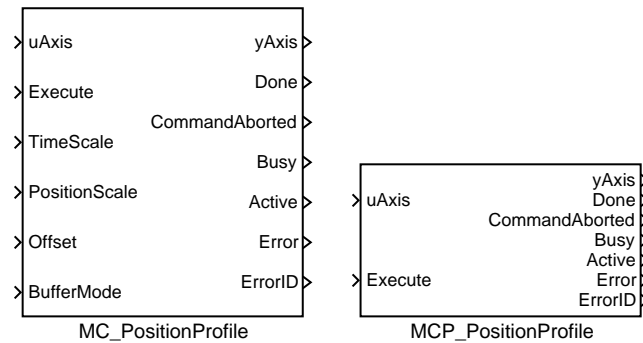 uAxis
Execute
TimeScale
PositionScale
Offset
BufferMode
yAxis
Done
CommandAborted
Busy
Active
Error
ErrorID
MC_PositionProfile
uAxis
Execute
yAxis
Done
CommandAborted
Busy
Active
Error
ErrorID
MCP_PositionProfile